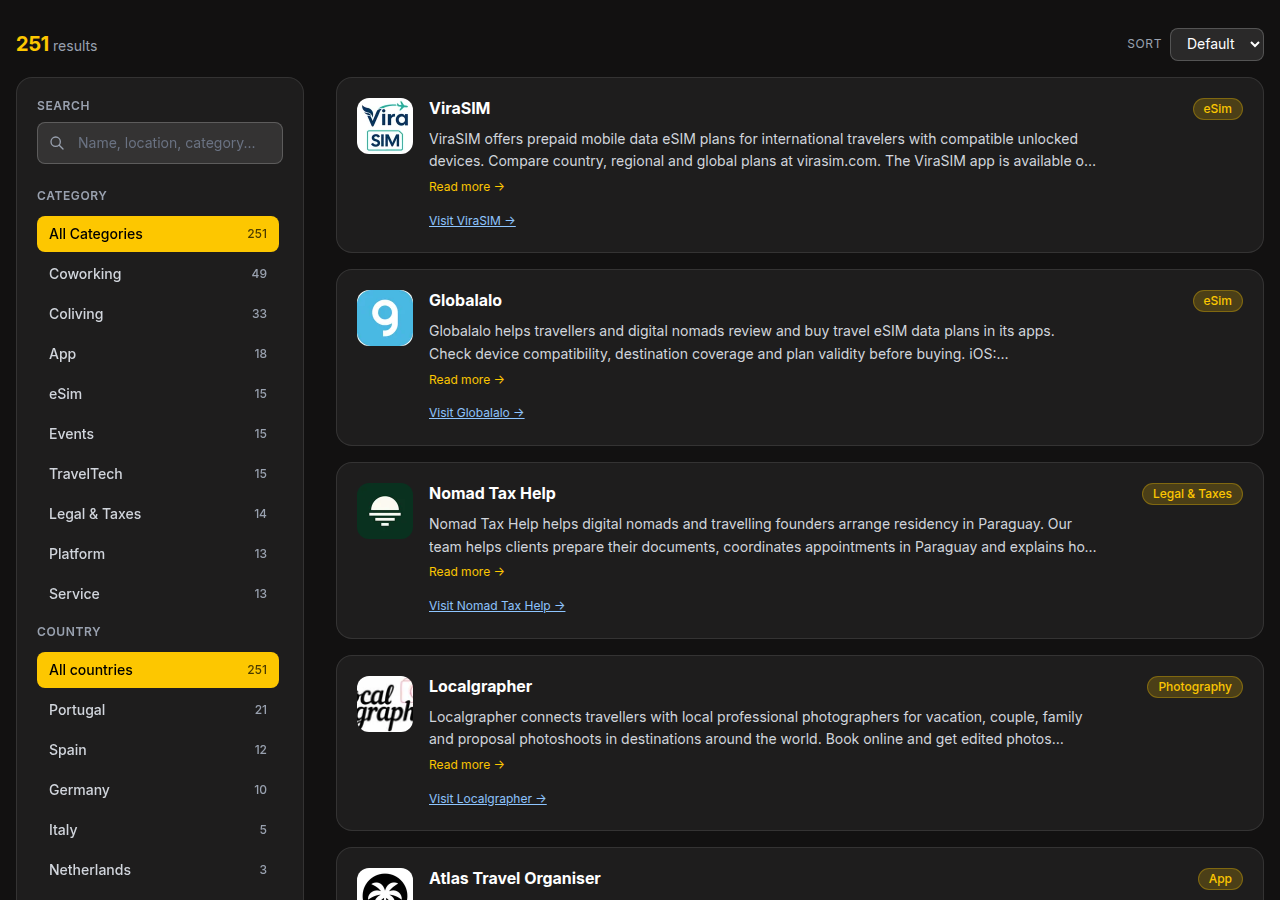 251 results
SORT
Default
SEARCH
Name, location, category...
CATEGORY
All Categories 251
Coworking 49
Coliving 33
App 18
eSim 15
Events 15
TravelTech 15
Legal & Taxes 14
Platform 13
Service 13
COUNTRY
All countries 251
Portugal 21
Spain 12
Germany 10
Italy 5
Netherlands 3
Vira
SIM
ViraSIM
eSim
ViraSIM offers prepaid mobile data eSIM plans for international travelers with compatible unlocked
devices. Compare country, regional and global plans at virasim.com. The ViraSIM app is available o...
Read more →
Visit ViraSIM →
g
Globalalo
eSim
Globalalo helps travellers and digital nomads review and buy travel eSIM data plans in its apps.
Check device compatibility, destination coverage and plan validity before buying. iOS:...
Read more →
Visit Globalalo →
Nomad Tax Help
Legal & Taxes
Nomad Tax Help helps digital nomads and travelling founders arrange residency in Paraguay. Our
team helps clients prepare their documents, coordinates appointments in Paraguay and explains ho...
Read more →
Visit Nomad Tax Help →
ocal
graph
Localgrapher
Photography
Localgrapher connects travellers with local professional photographers for vacation, couple, family
and proposal photoshoots in destinations around the world. Book online and get edited photos...
Read more →
Visit Localgrapher →
Atlas Travel Organiser
App